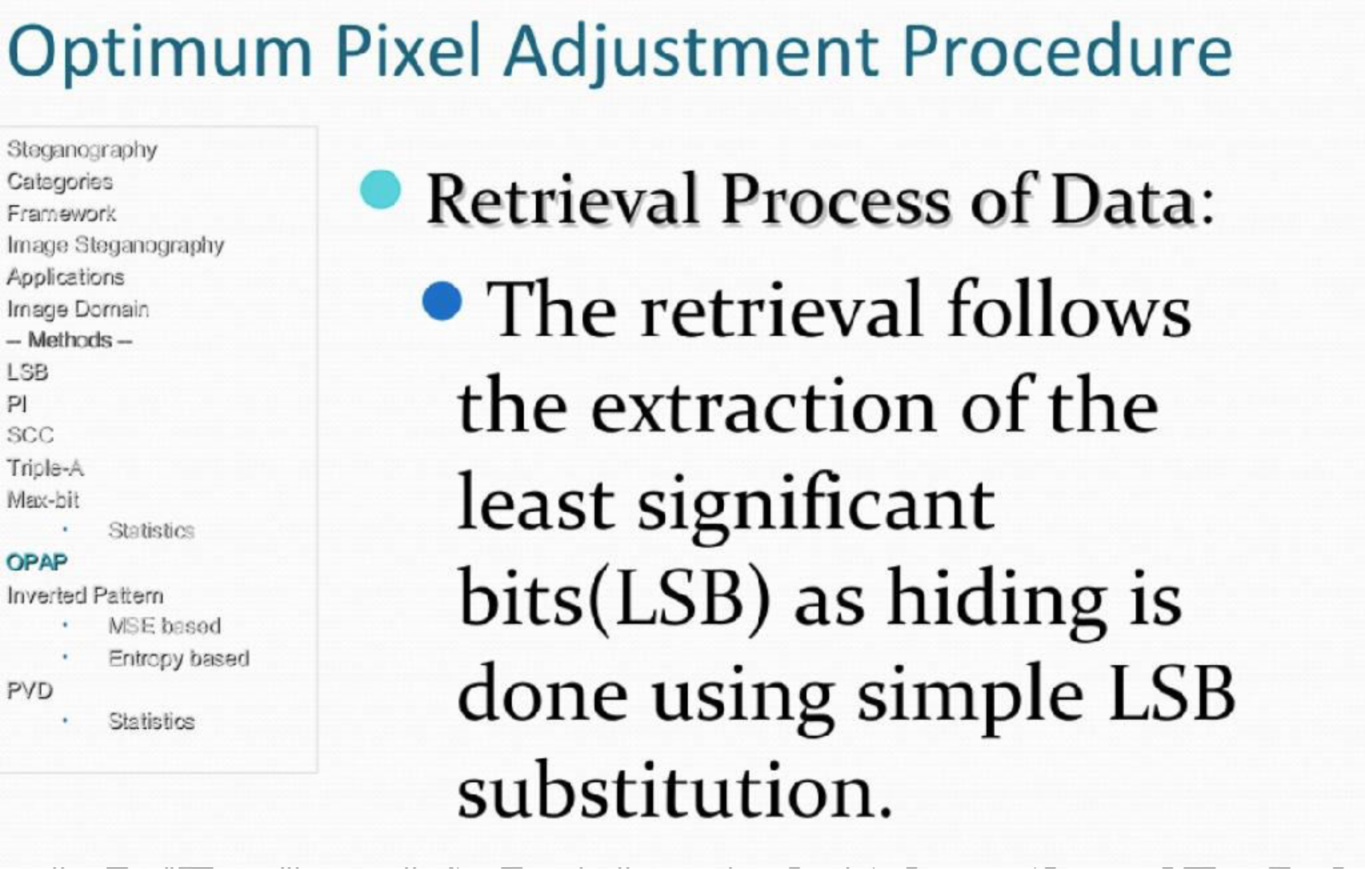 Optimum Pixel Adjustment Procedure
Steganography
Categories
Framework
Image Steganography
Applications
Image Domain
– Methods –
LSB
PI
SCC
Triple-A
Max-bit
• Statistics
OPAP
Inverted Pattern
• MSE based
• Entropy based
PVD
• Statistics
• Retrieval Process of Data:
• The retrieval follows
the extraction of the
least significant
bits(LSB) as hiding is
done using simple LSB
substitution.